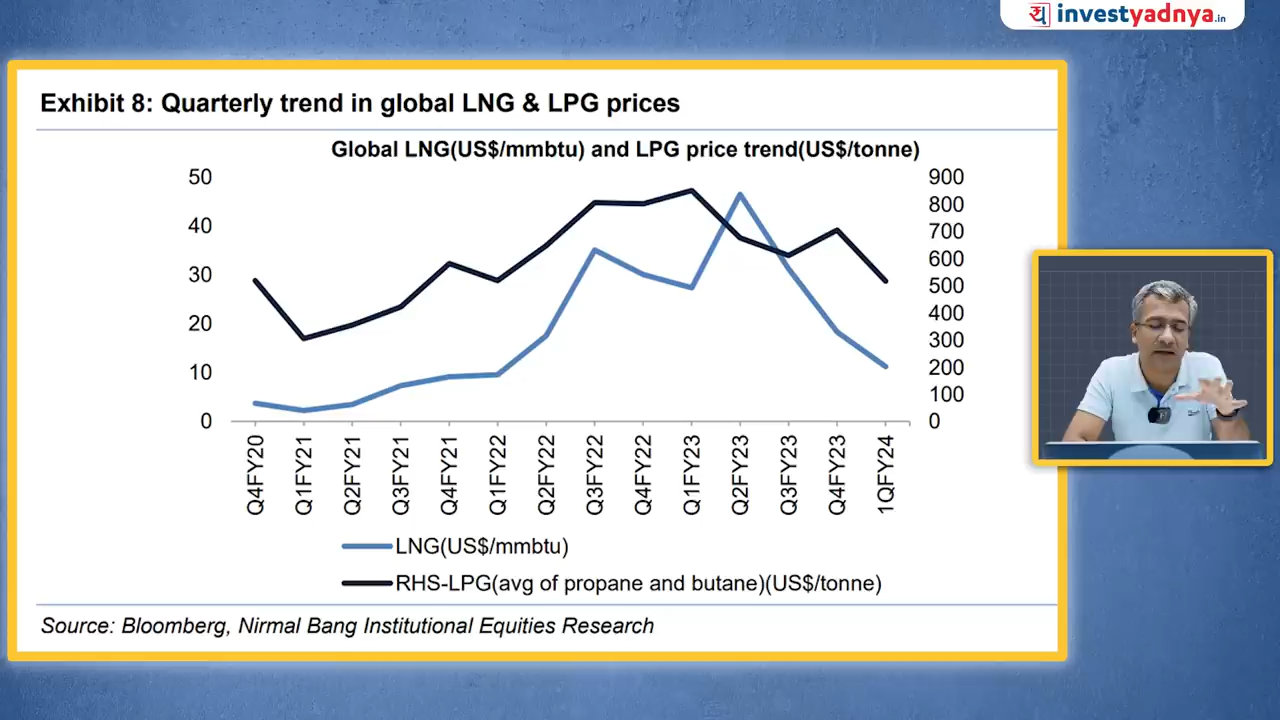 रु investyadnya.in
Exhibit 8: Quarterly trend in global LNG & LPG prices
Global LNG(US$/mmbtu) and LPG price trend(US$/tonne)
50
40
30
20
10
0
900
800
700
600
500
400
300
200
100
0
Q4FY20
Q1FY21
Q2FY21
Q3FY21
Q4FY21
Q1FY22
Q2FY22
Q3FY22
Q4FY22
Q1FY23
Q2FY23
Q3FY23
Q4FY23
1QFY24
LNG(US$/mmbtu)
RHS-LPG(avg of propane and butane)(US$/tonne)
Source: Bloomberg, Nirmal Bang Institutional Equities Research